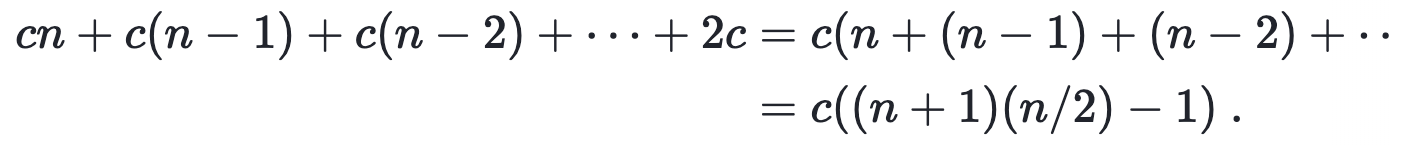 cn + c(n − 1) + c(n − 2) + ⋯ + 2c = c(n + (n − 1) + (n − 2) + ··
= c((n + 1)(n/2) − 1) .